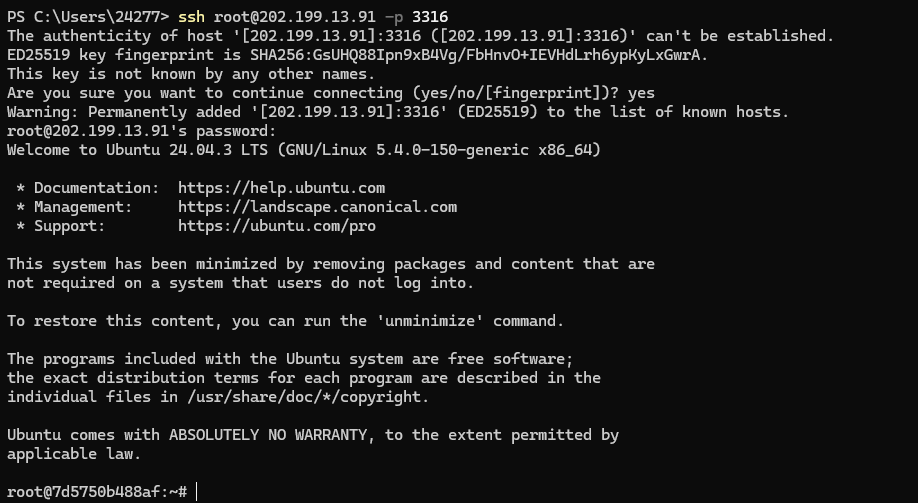 PS C:\Users\24277> ssh root@202.199.13.91 -p 3316
The authenticity of host '[202.199.13.91]:3316 ([202.199.13.91]:3316)' can't be established.
ED25519 key fingerprint is SHA256:GsUHQ88Ipn9xB4Vg/FbHnvO+IEVHdLrh6ypKyLxGwrA.
This key is not known by any other names.
Are you sure you want to continue connecting (yes/no/[fingerprint])? yes
Warning: Permanently added '[202.199.13.91]:3316' (ED25519) to the list of known hosts.
root@202.199.13.91's password:
Welcome to Ubuntu 24.04.3 LTS (GNU/Linux 5.4.0-150-generic x86_64)

 * Documentation:  https://help.ubuntu.com
 * Management:     https://landscape.canonical.com
 * Support:        https://ubuntu.com/pro

This system has been minimized by removing packages and content that are
not required on a system that users do not log into.

To restore this content, you can run the 'unminimize' command.

The programs included with the Ubuntu system are free software;
the exact distribution terms for each program are described in the
individual files in /usr/share/doc/*/copyright.

Ubuntu comes with ABSOLUTELY NO WARRANTY, to the extent permitted by
applicable law.

root@7d5750b488af:~#